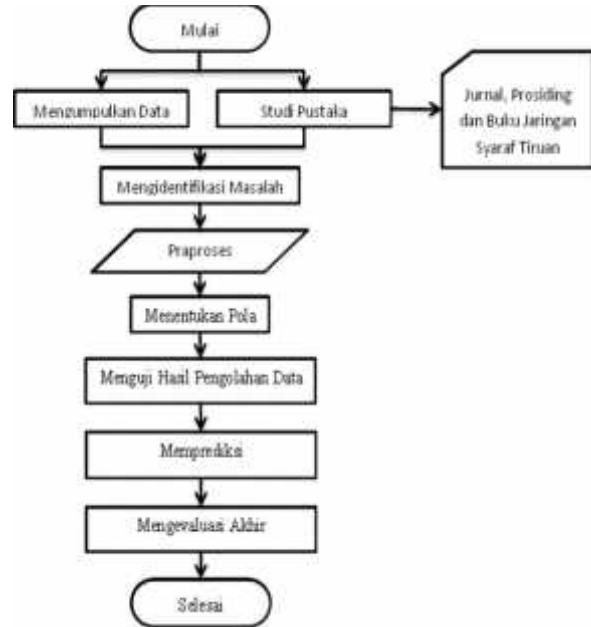 Mulai
Mengumpulkan Data
Studi Pustaka
Jurnal, Prosiding
dan Buku Jaringan
Syaraf Tiruan
Mengidentifikasi Masalah
Praproses
Menentukan Pola
Menguji Hasil Pengolahan Data
Memprediksi
Mengevaluasi Akhir
Selesai